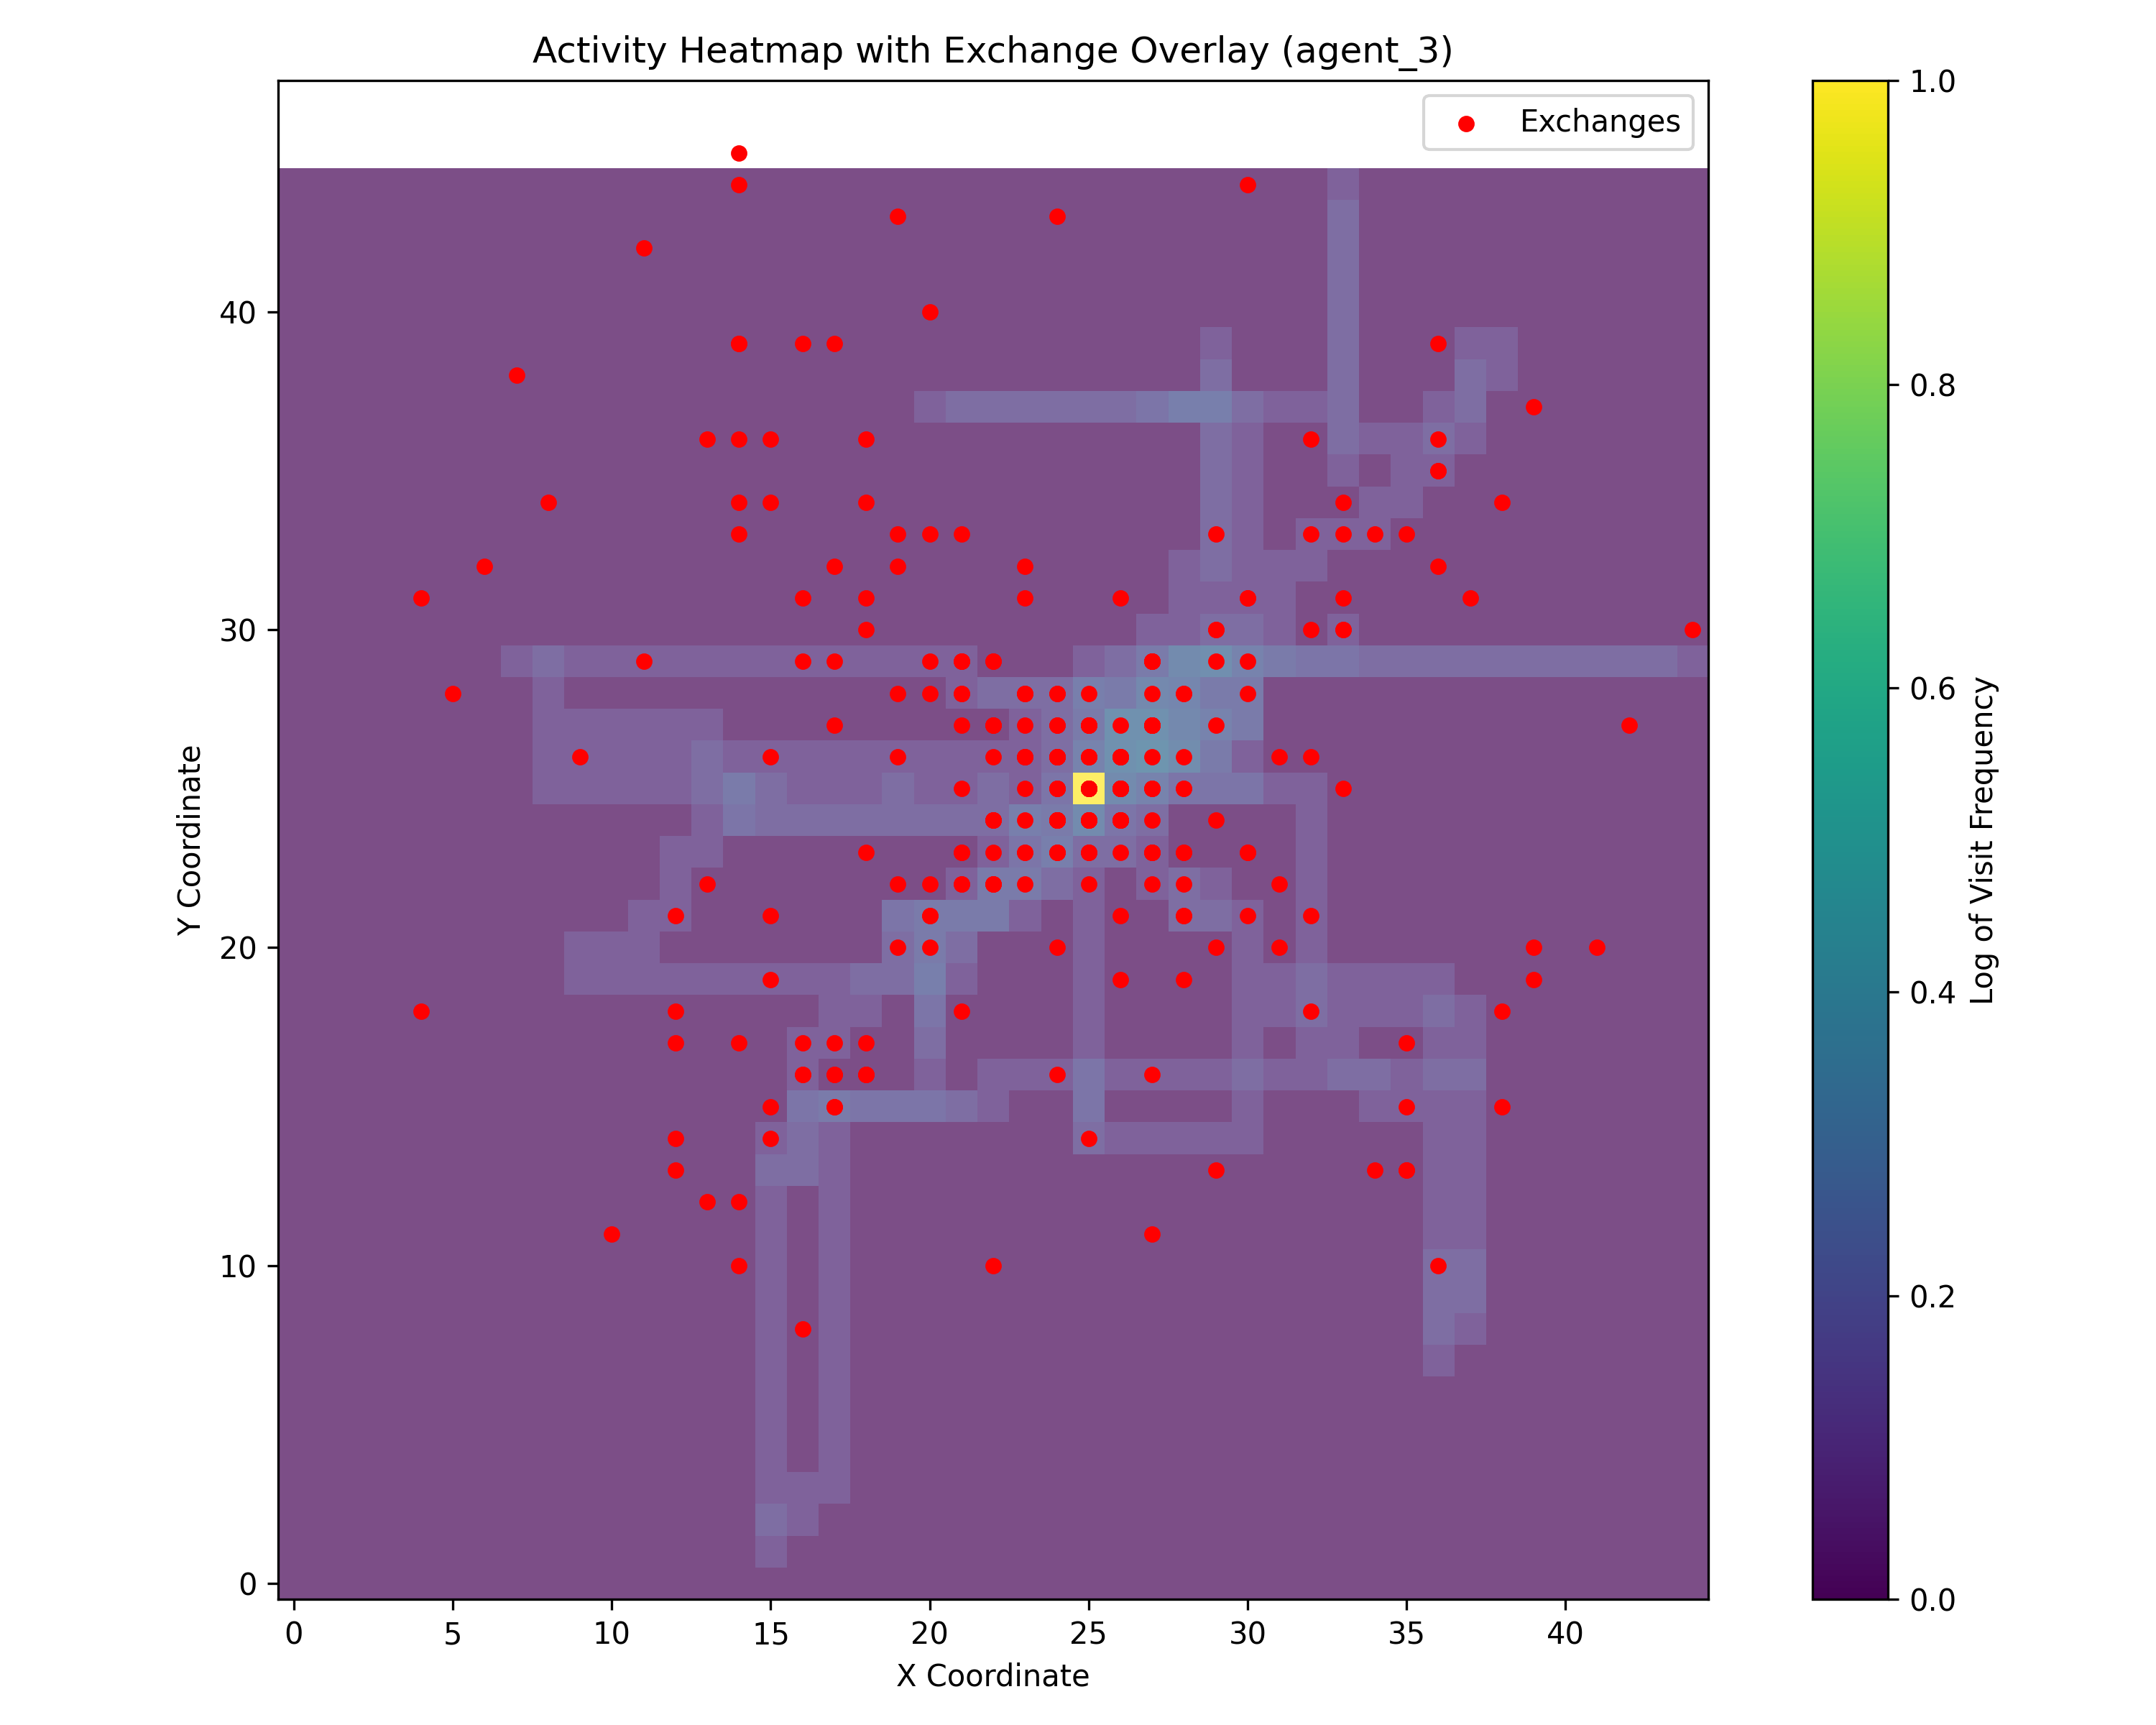 Activity Heatmap with Exchange Overlay (agent_3)
Exchanges
Y Coordinate
40
30
20
10
0
0 5 10 15 20 25 30 35 40
X Coordinate
1.0
0.8
0.6
0.4
0.2
0.0
Log of Visit Frequency